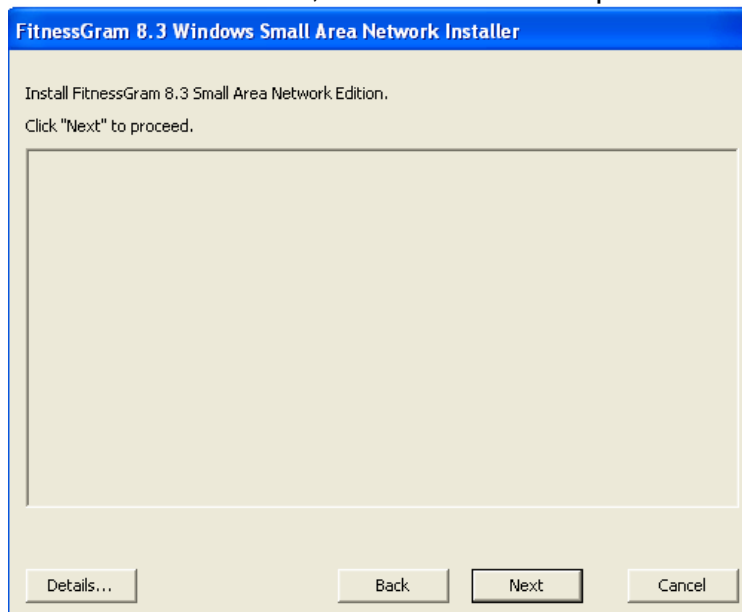 FitnessGram 8.3 Windows Small Area Network Installer
Install FitnessGram 8.3 Small Area Network Edition.
Click "Next" to proceed.
Details... Back Next Cancel